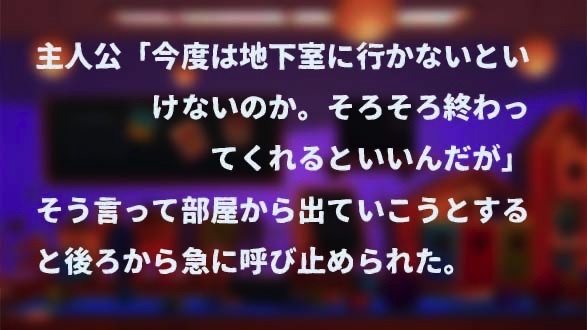 主人公「今度は地下室に行かないとい
けないのか。そろそろ終わっ
てくれるといいんだが」
そう言って部屋から出ていこうとする
と後ろから急に呼び止められた。